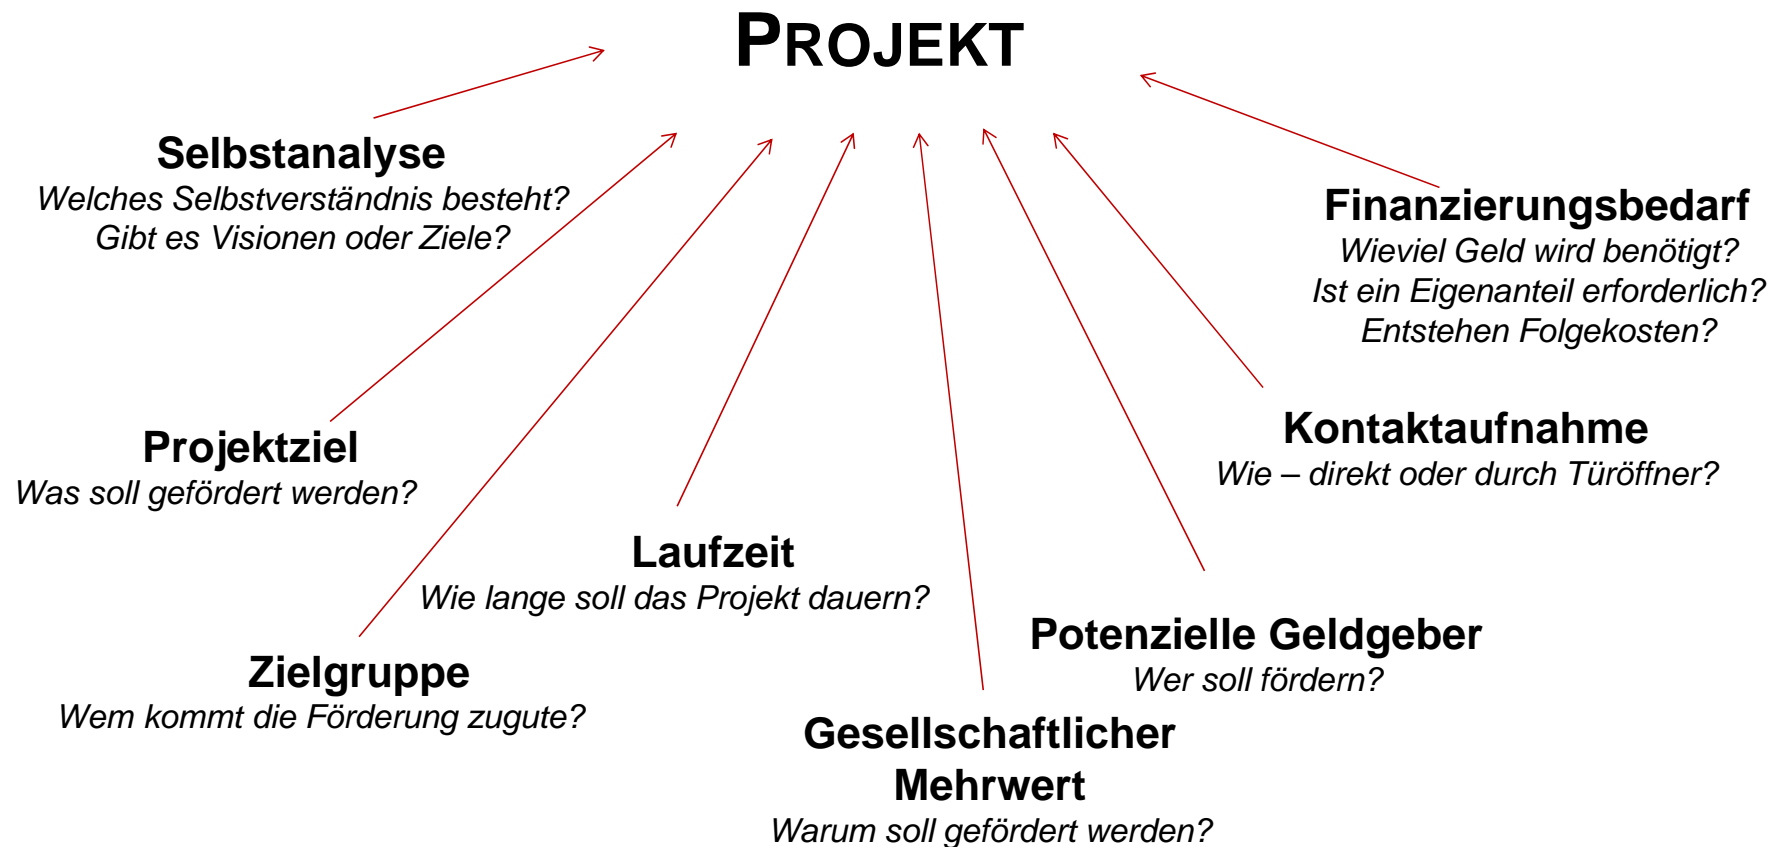 PROJEKT
Selbstanalyse
Welches Selbstverständnis besteht?
Gibt es Visionen oder Ziele?
Finanzierungsbedarf
Wieviel Geld wird benötigt?
Ist ein Eigenanteil erforderlich?
Entstehen Folgekosten?
Projektziel
Was soll gefördert werden?
Kontaktaufnahme
Wie – direkt oder durch Türöffner?
Laufzeit
Wie lange soll das Projekt dauern?
Zielgruppe
Wem kommt die Förderung zugute?
Potenzielle Geldgeber
Wer soll fördern?
Gesellschaftlicher
Mehrwert
Warum soll gefördert werden?